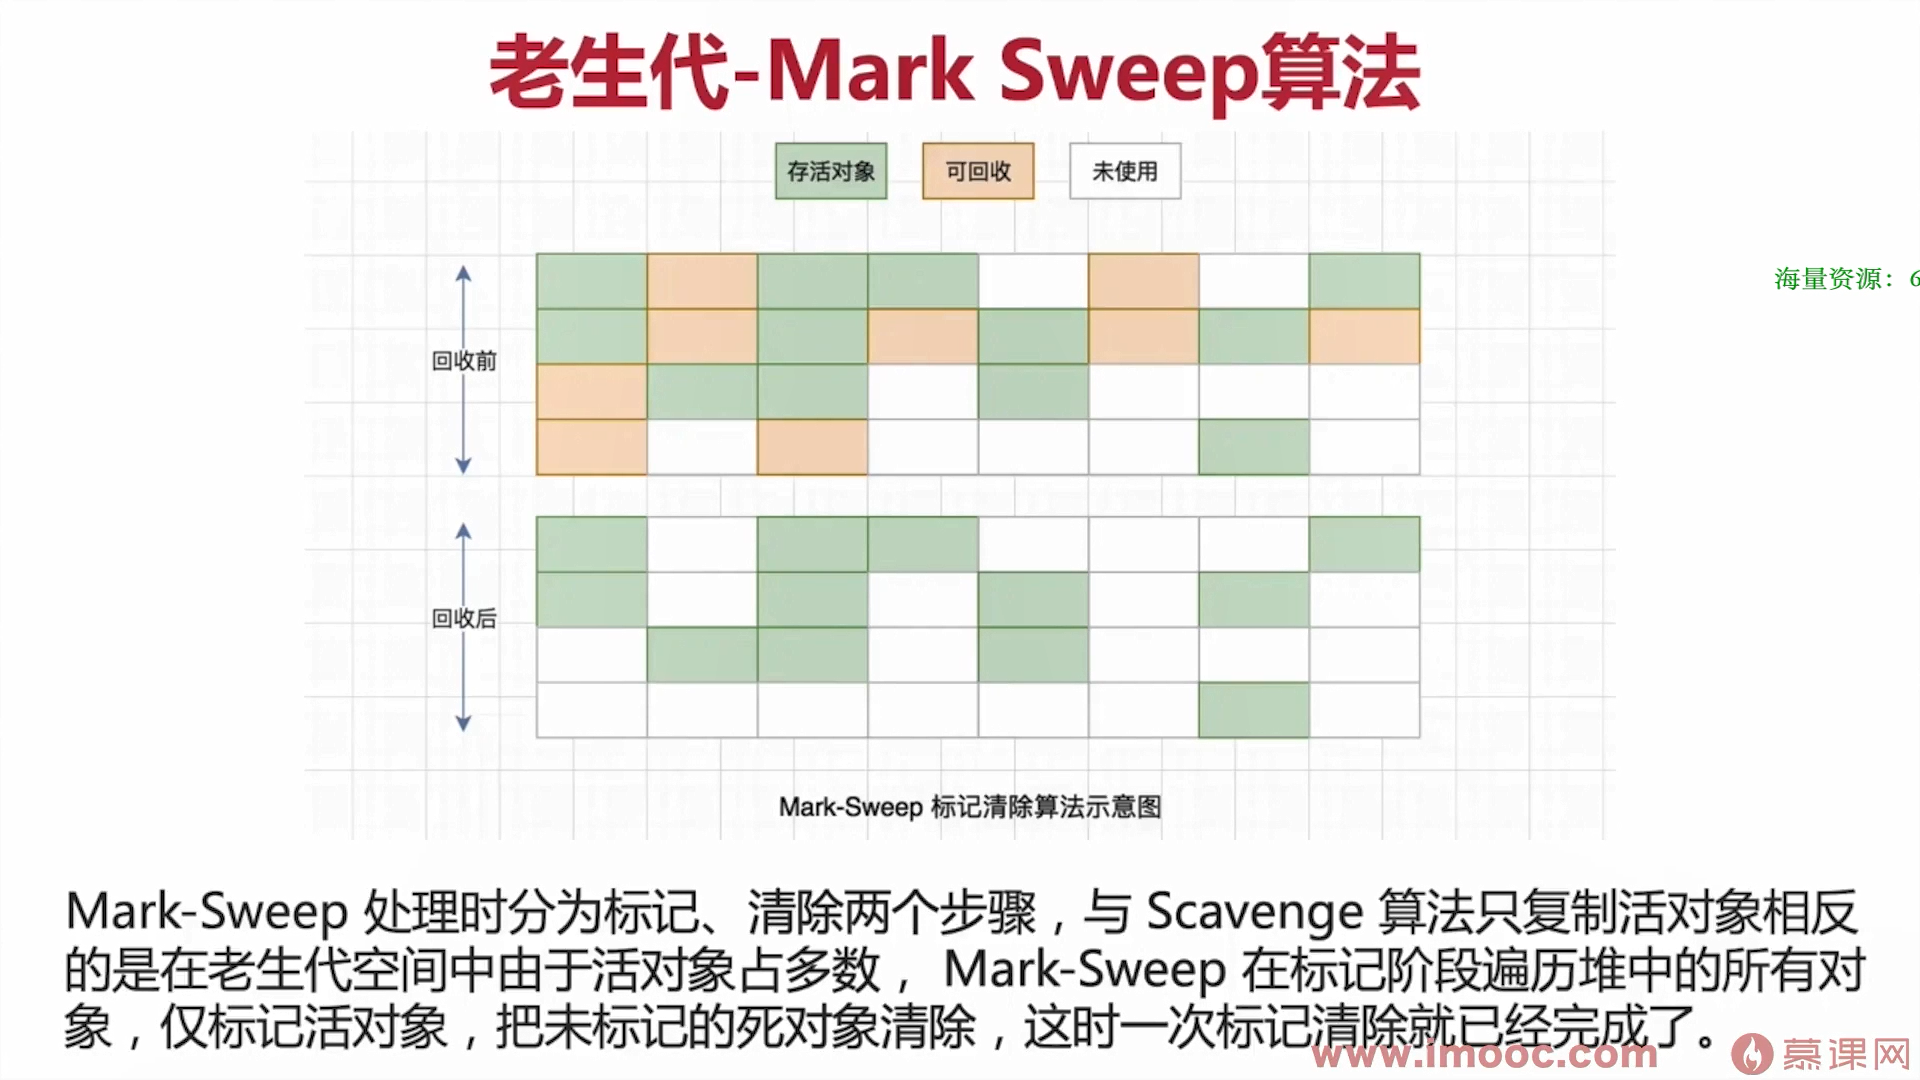 老生代-Mark Sweep算法
存活对象 可回收 未使用
海量资源：6
回收前
回收后
Mark-Sweep 标记清除算法示意图
Mark-Sweep 处理时分为标记、清除两个步骤，与 Scavenge 算法只复制活对象相反
的是在老生代空间中由于活对象占多数， Mark-Sweep 在标记阶段遍历堆中的所有对
象，仅标记活对象，把未标记的死对象清除，这时一次标记清除就已经完成了。
www.imooc.com 慕课网